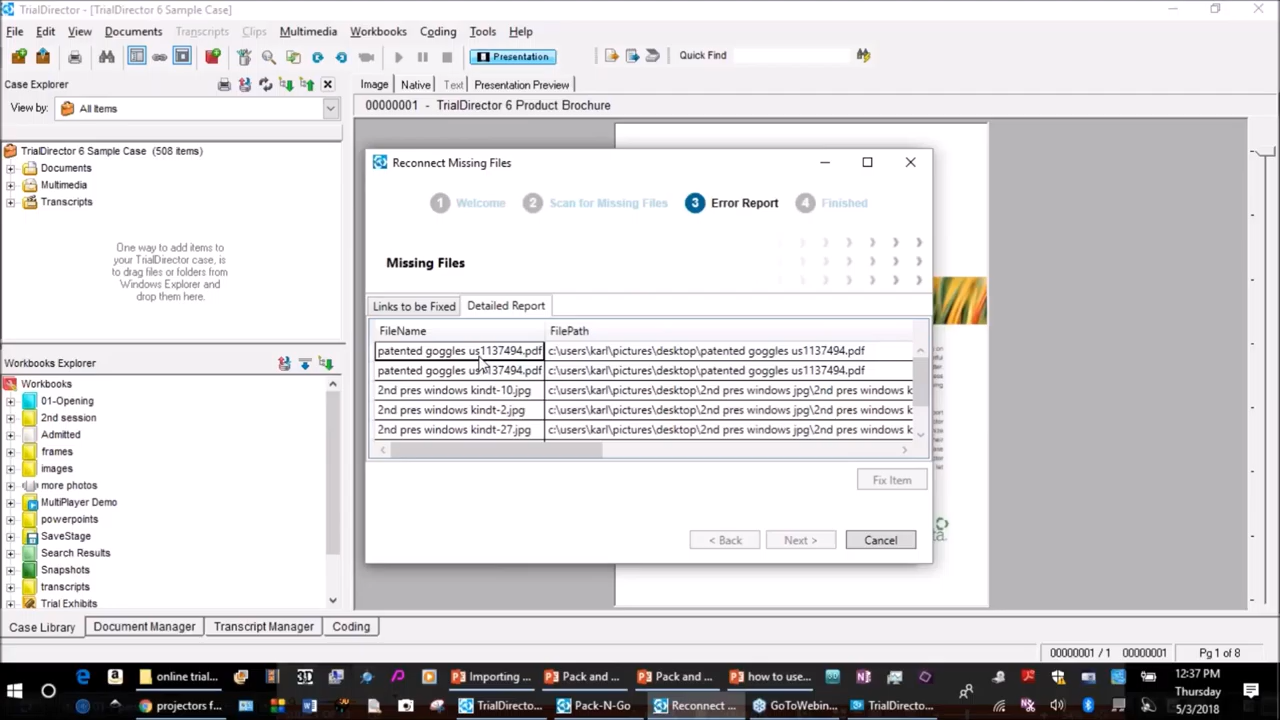 TrialDirector - [TrialDirector 6 Sample Case]
File Edit View Documents Transcripts Clips Multimedia Workbooks Coding Tools Help
Presentation Quick Find
Case Explorer
View by: All Items
Image Native Text Presentation Preview
00000001 - TrialDirector 6 Product Brochure
TrialDirector 6 Sample Case (508 items)
Documents
Multimedia
Transcripts
One way to add items to
your TrialDirector case, is
to drag files or folders from
Windows Explorer and
drop them here.
Workbooks Explorer
Workbooks
01-Opening
2nd session
Admitted
frames
images
more photos
MultiPlayer Demo
powerpoints
SaveStage
Search Results
Snapshots
transcripts
Trial Exhibits
Reconnect Missing Files
1 Welcome 2 Scan for Missing Files 3 Error Report 4 Finished
Missing Files
Links to be Fixed Detailed Report
FileName FilePath
patented goggles us1137494.pdf c:\users\karl\pictures\desktop\patented goggles us1137494.pdf
patented goggles us1137494.pdf c:\users\karl\pictures\desktop\patented goggles us1137494.pdf
2nd pres windows kindt-10.jpg c:\users\karl\pictures\desktop\2nd pres windows jpg\2nd pres windows k
2nd pres windows kindt-2.jpg c:\users\karl\pictures\desktop\2nd pres windows jpg\2nd pres windows k
2nd pres windows kindt-27.jpg c:\users\karl\pictures\desktop\2nd pres windows jpg\2nd pres windows k
Fix Item
< Back Next > Cancel
Case Library Document Manager Transcript Manager Coding
00000001 / 1 00000001 Pg 1 of 8
online trial... Importing ... Pack and ... Pack and ... how to use...
projectors f... TrialDirecto... Pack-N-Go Reconnect ... GoToWebin... TrialDirecto...
12:37 PM
Thursday
5/3/2018